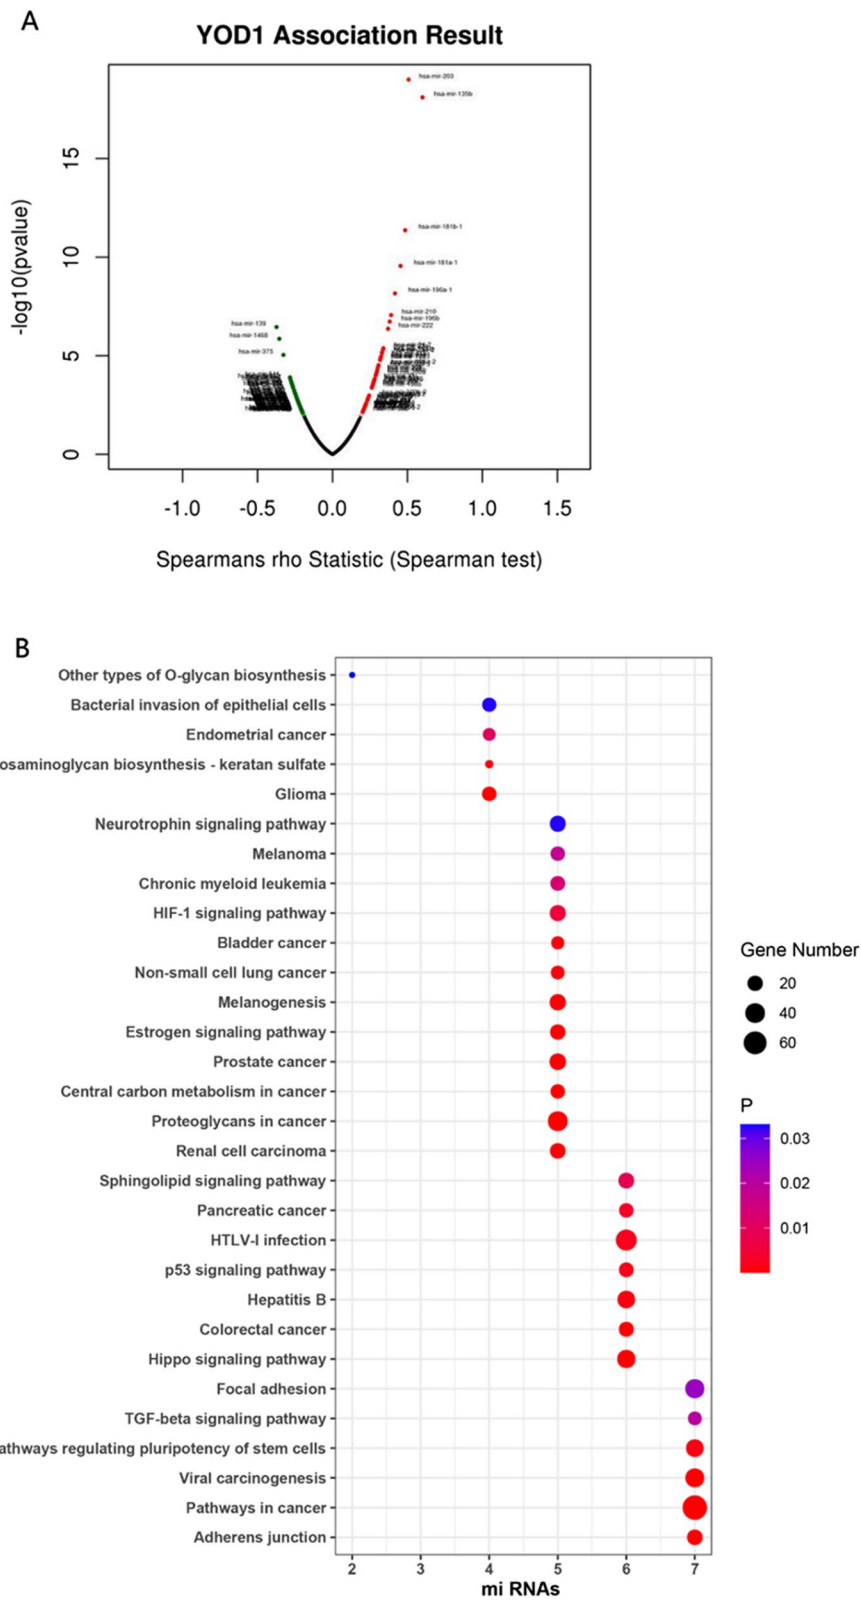 A
YOD1 Association Result
hsa-mir-203
hsa-mir-135b
hsa-mir-181b-1
hsa-mir-181a-1
hsa-mir-196a-1
hsa-mir-210
hsa-mir-196b
hsa-mir-222
hsa-mir-139
hsa-mir-1468
hsa-mir-375
-log10(pvalue)
0
5
10
15
-1.0 -0.5 0.0 0.5 1.0 1.5
Spearmans rho Statistic (Spearman test)
B
Other types of O-glycan biosynthesis
Bacterial invasion of epithelial cells
Endometrial cancer
osaminoglycan biosynthesis - keratan sulfate
Glioma
Neurotrophin signaling pathway
Melanoma
Chronic myeloid leukemia
HIF-1 signaling pathway
Bladder cancer
Non-small cell lung cancer
Melanogenesis
Estrogen signaling pathway
Prostate cancer
Central carbon metabolism in cancer
Proteoglycans in cancer
Renal cell carcinoma
Sphingolipid signaling pathway
Pancreatic cancer
HTLV-I infection
p53 signaling pathway
Hepatitis B
Colorectal cancer
Hippo signaling pathway
Focal adhesion
TGF-beta signaling pathway
athways regulating pluripotency of stem cells
Viral carcinogenesis
Pathways in cancer
Adherens junction
2 3 4 5 6 7
mi RNAs
Gene Number
20
40
60
P
0.03
0.02
0.01